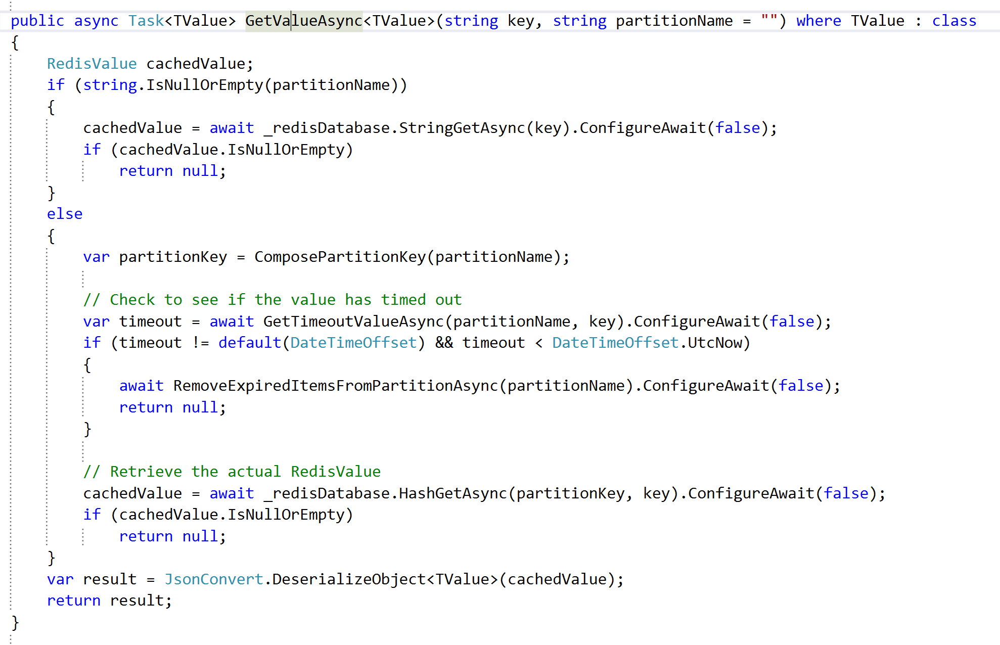 public async Task<TValue> GetValueAsync<TValue>(string key, string partitionName = "") where TValue : class
{
    RedisValue cachedValue;
    if (string.IsNullOrEmpty(partitionName))
    {
        cachedValue = await _redisDatabase.StringGetAsync(key).ConfigureAwait(false);
        if (cachedValue.IsNullOrEmpty)
            return null;
    }
    else
    {
        var partitionKey = ComposePartitionKey(partitionName);

        // Check to see if the value has timed out
        var timeout = await GetTimeoutValueAsync(partitionName, key).ConfigureAwait(false);
        if (timeout != default(DateTimeOffset) && timeout < DateTimeOffset.UtcNow)
        {
            await RemoveExpiredItemsFromPartitionAsync(partitionName).ConfigureAwait(false);
            return null;
        }

        // Retrieve the actual RedisValue
        cachedValue = await _redisDatabase.HashGetAsync(partitionKey, key).ConfigureAwait(false);
        if (cachedValue.IsNullOrEmpty)
            return null;
    }
    var result = JsonConvert.DeserializeObject<TValue>(cachedValue);
    return result;
}